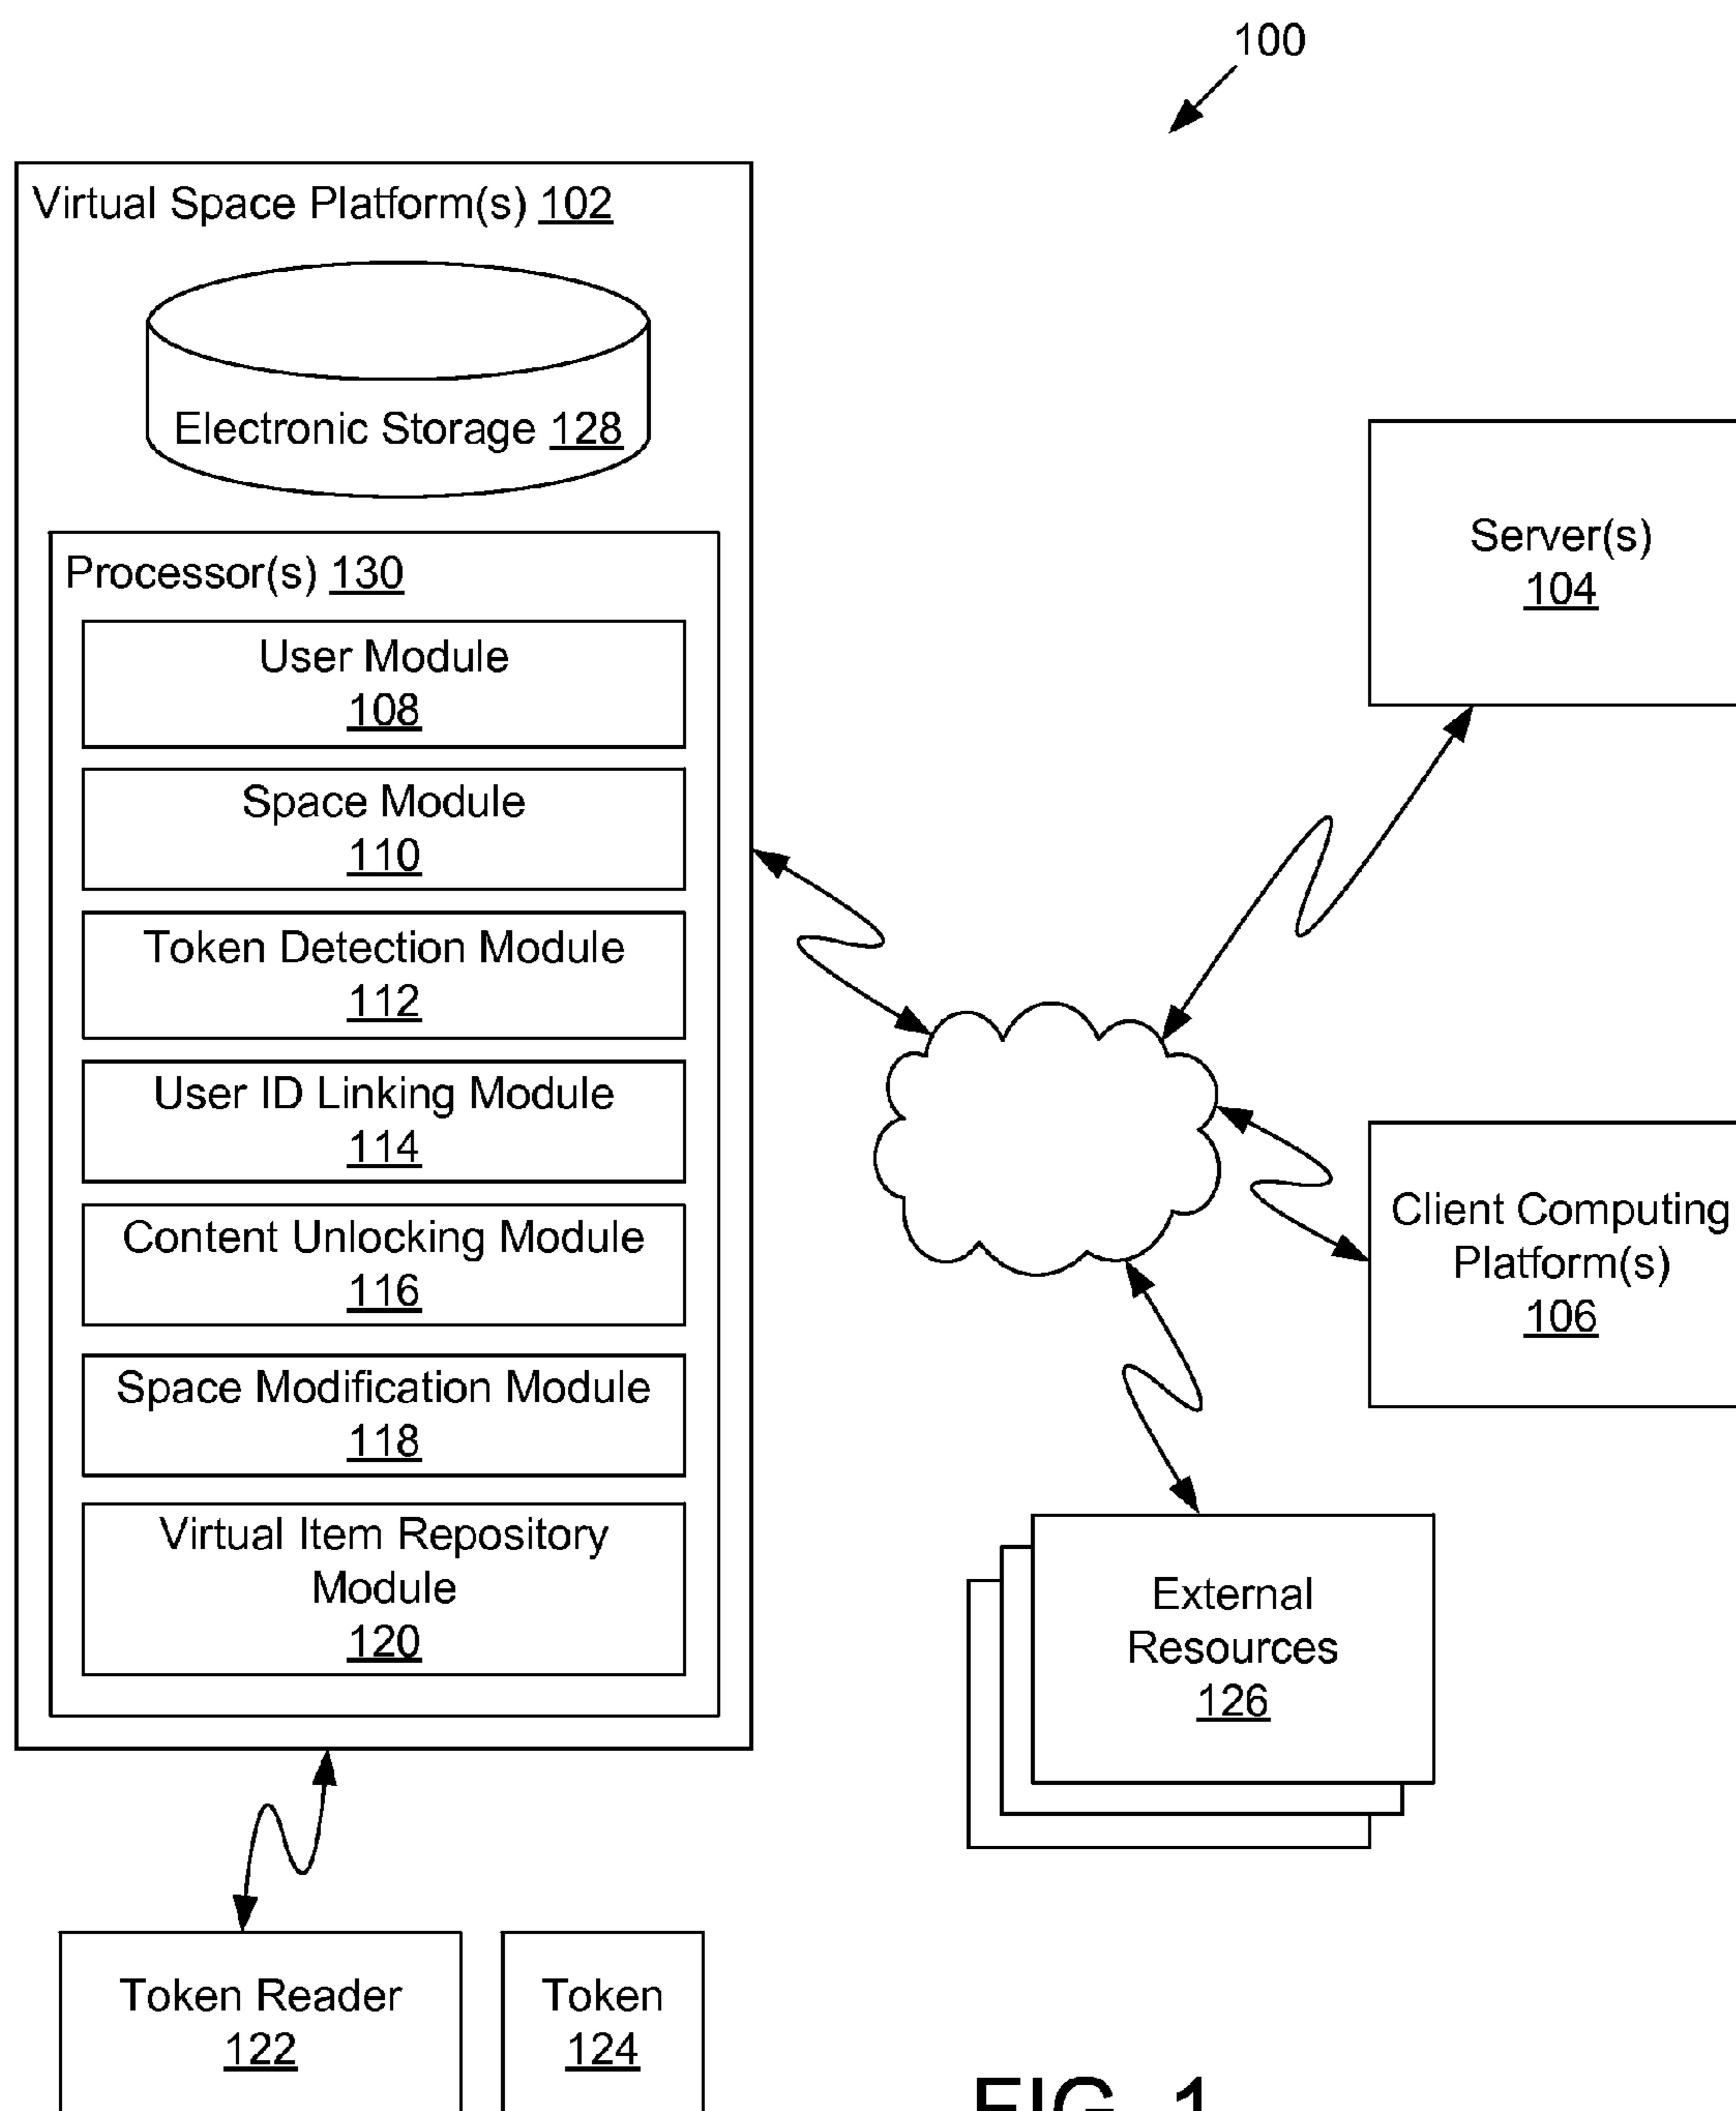 100
Virtual Space Platform(s) 102
Electronic Storage 128
Processor(s) 130
User Module
108
Space Module
110
Token Detection Module
112
User ID Linking Module
114
Content Unlocking Module
116
Space Modification Module
118
Virtual Item Repository
Module
120
Server(s)
104
Client Computing
Platform(s)
106
External
Resources
126
Token Reader
122
Token
124
FIG. 1